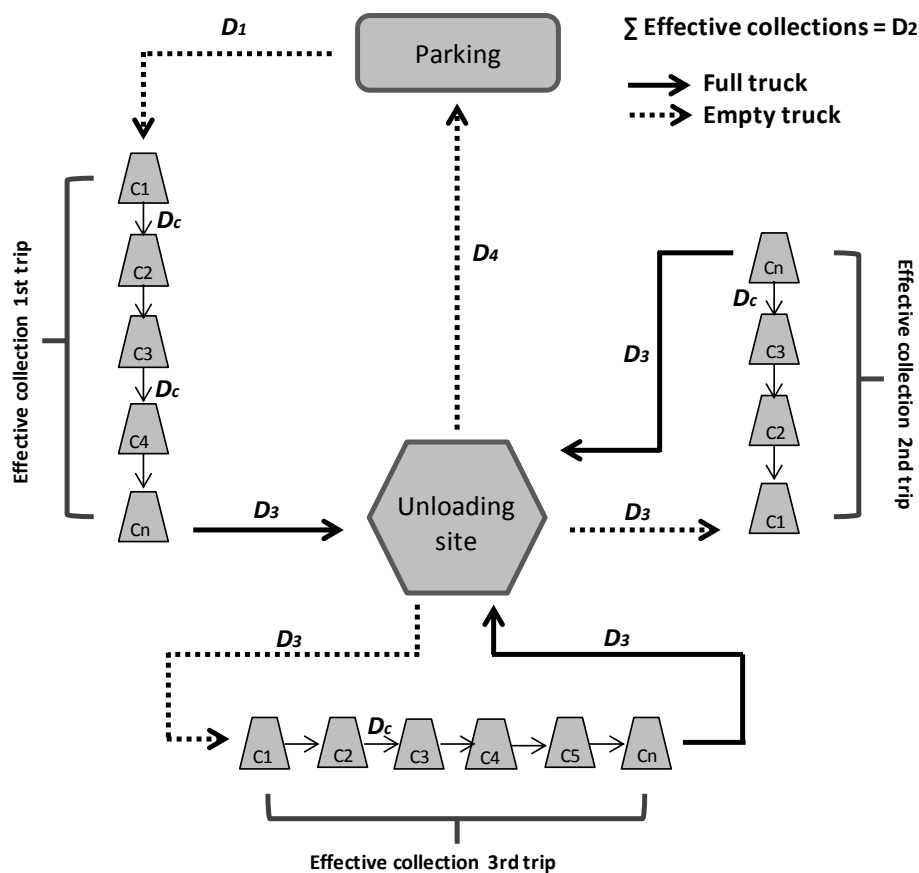 D1
Parking
∑ Effective collections = D2
Full truck
Empty truck
Effective collection 1st trip
C1
Dc
C2
C3
Dc
C4
Cn
D4
D3
Cn
Dc
C3
C2
C1
Effective collection 2nd trip
D3
Unloading
site
D3
D3
D3
C1
C2
Dc
C3
C4
C5
Cn
Effective collection 3rd trip